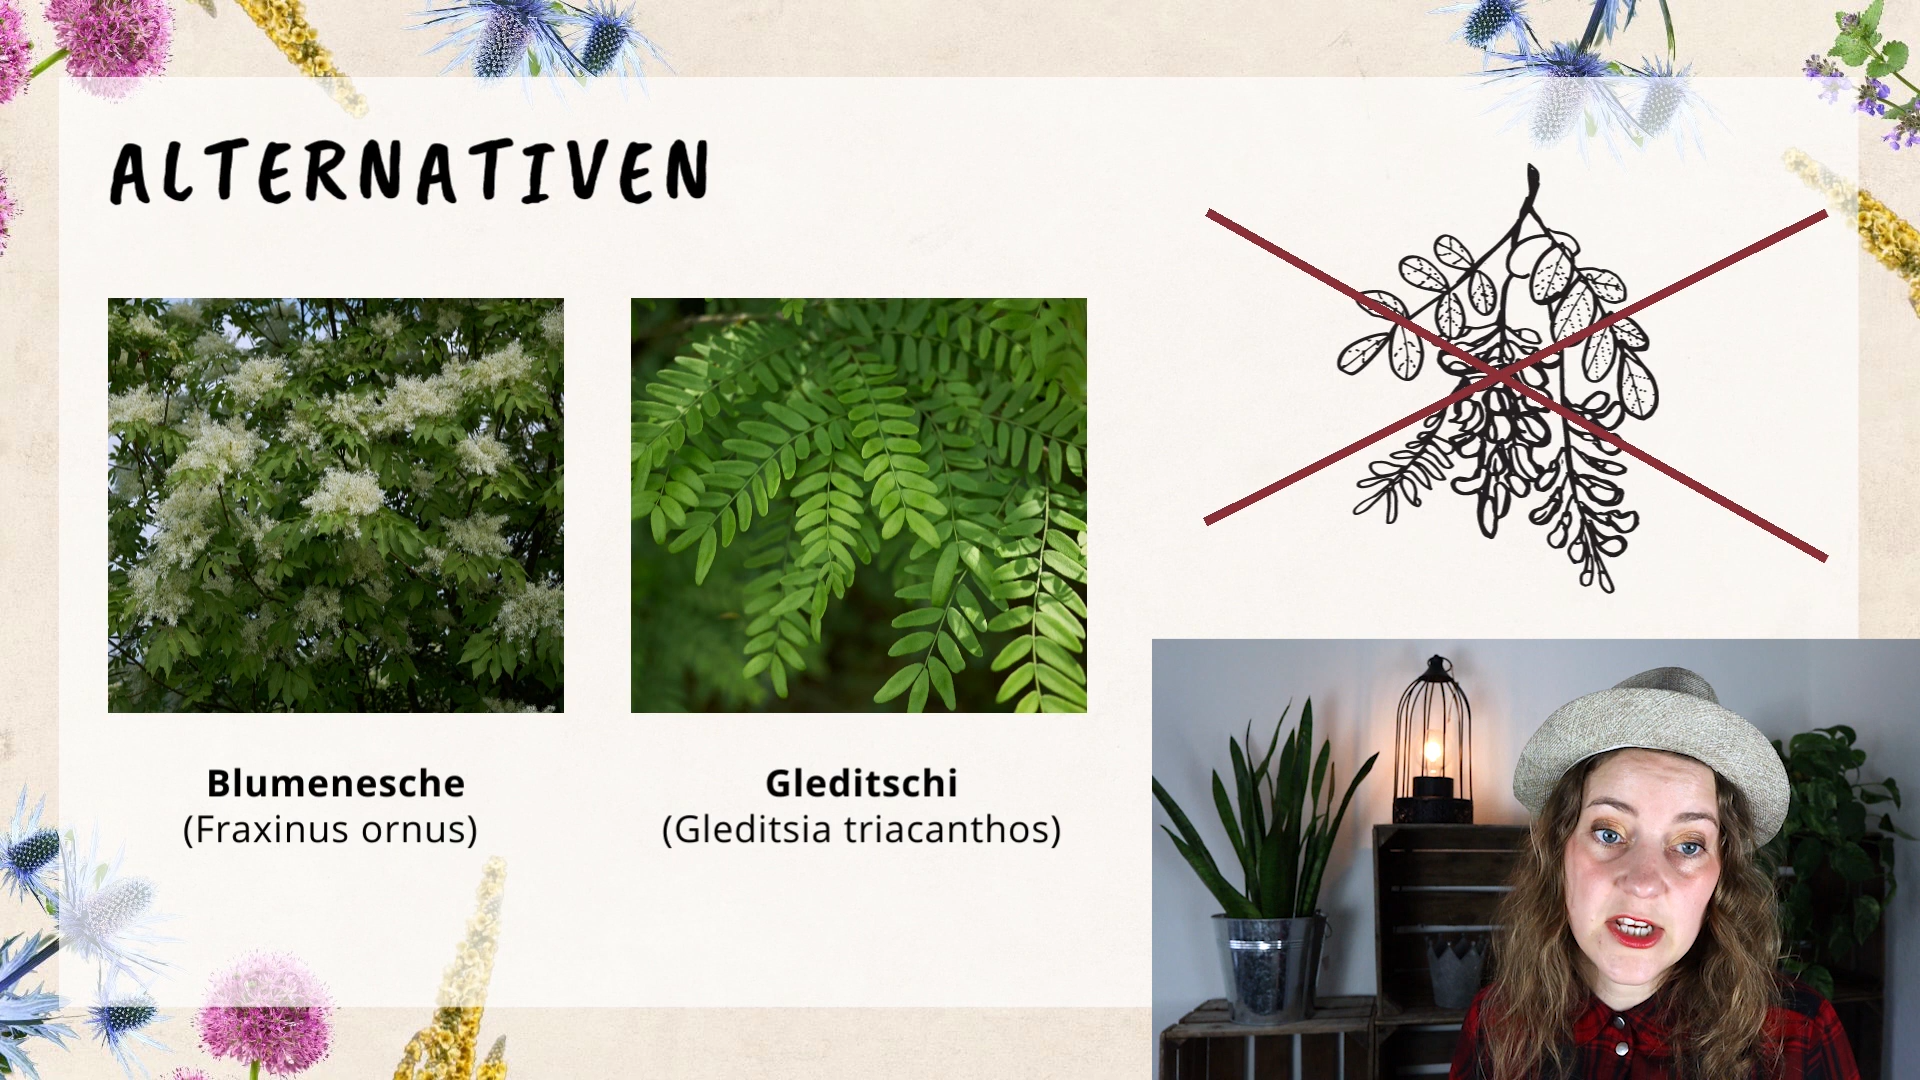 ALTERNATIVEN
Blumenesche
(Fraxinus ornus)
Gleditschi
(Gleditsia triacanthos)